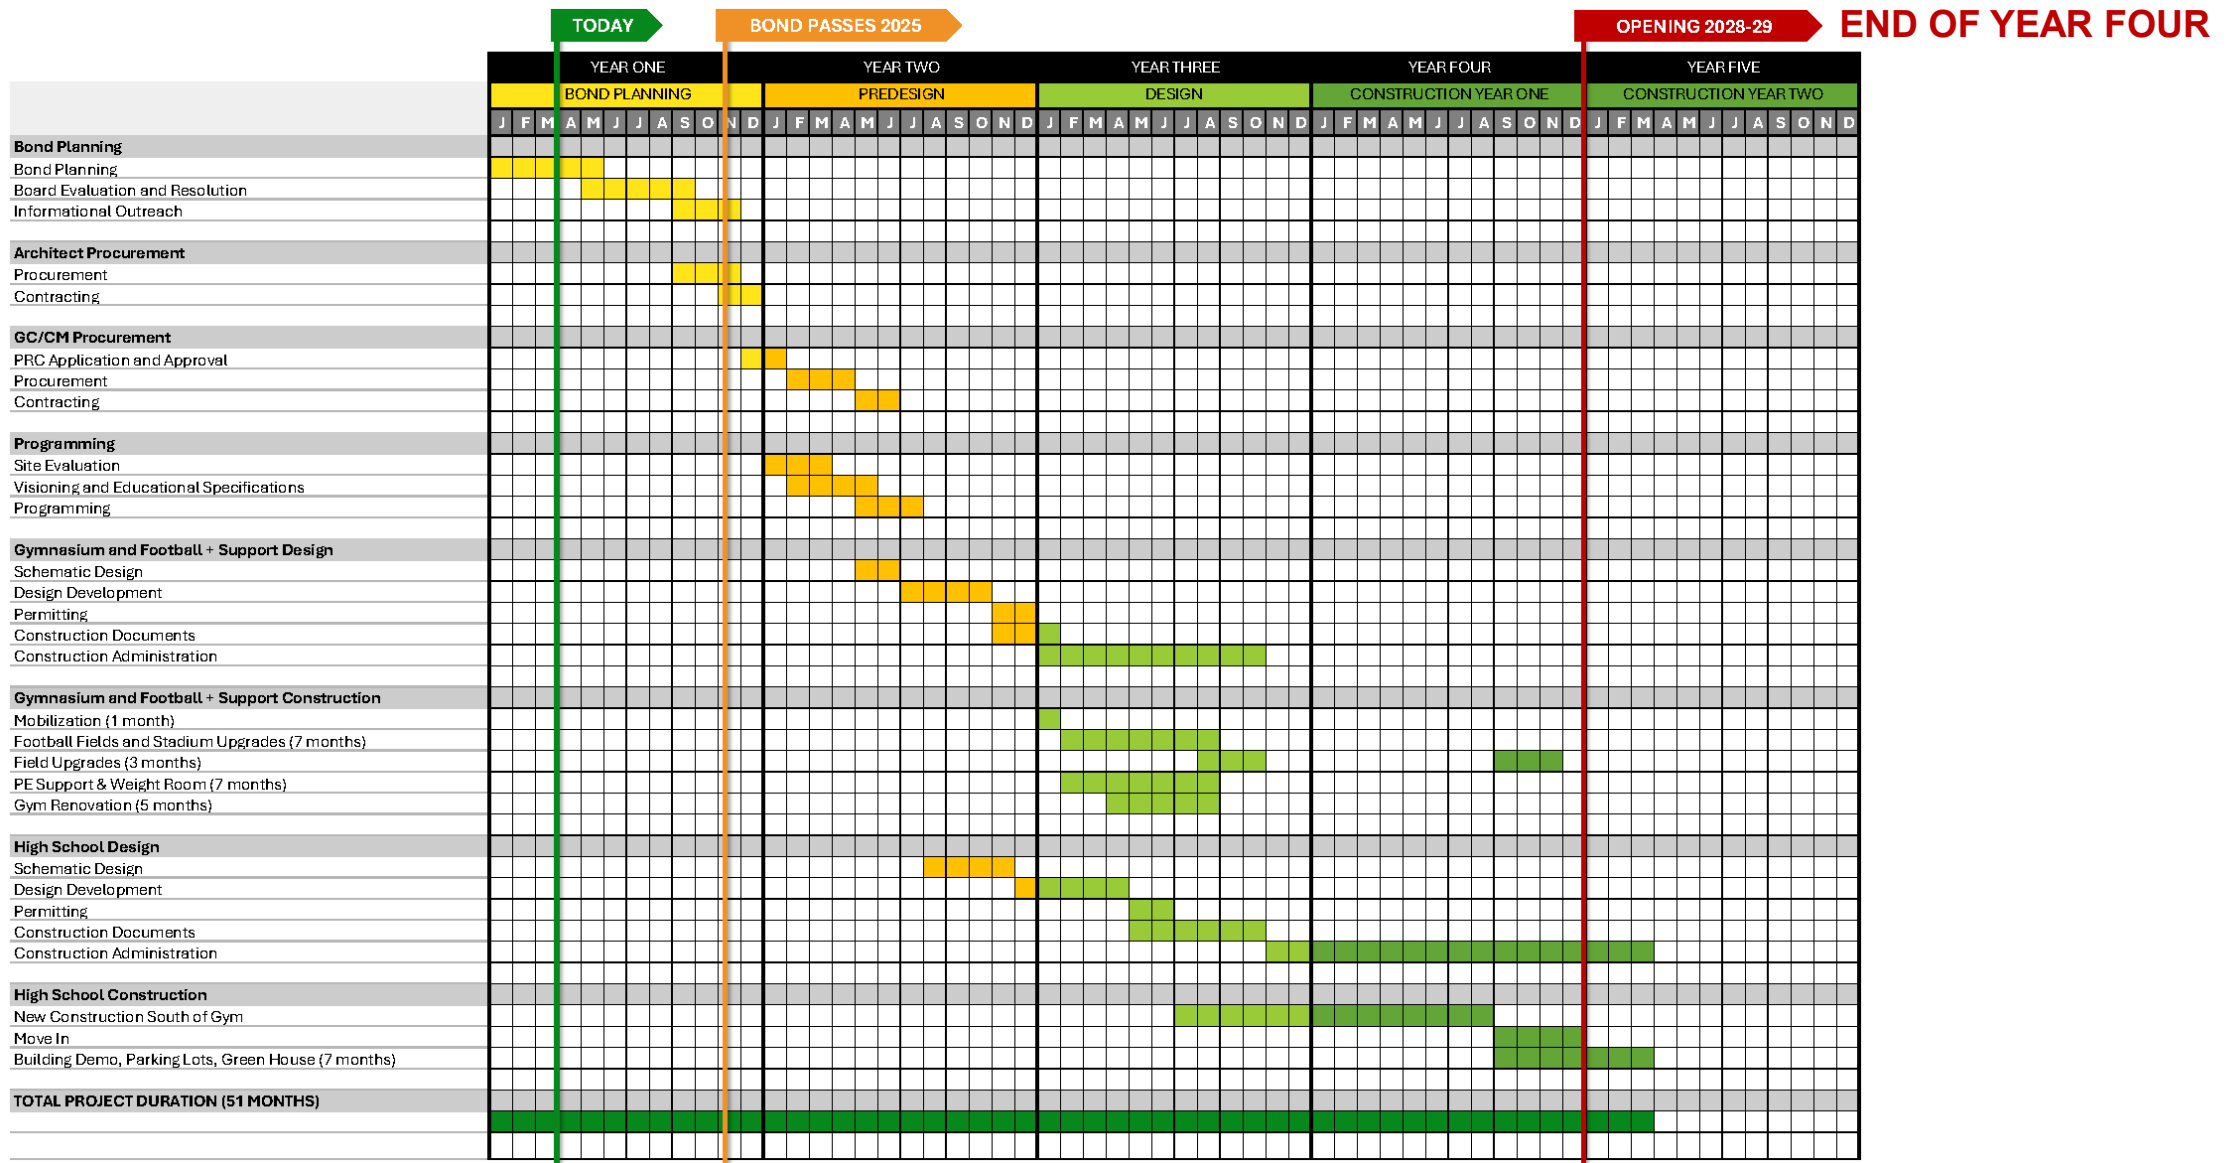 TODAY BOND PASSES 2025 OPENING 2028-29 END OF YEAR FOUR
YEAR ONE YEAR TWO YEAR THREE YEAR FOUR YEAR FIVE
BOND PLANNING PREDESIGN DESIGN CONSTRUCTION YEAR ONE CONSTRUCTION YEAR TWO
J F M A M J J A S O N D J F M A M J J A S O N D J F M A M J J A S O N D J F M A M J J A S O N D J F M A M J J A S O N D
Bond Planning
Bond Planning
Board Evaluation and Resolution
Informational Outreach
Architect Procurement
Procurement
Contracting
GC/CM Procurement
PRC Application and Approval
Procurement
Contracting
Programming
Site Evaluation
Visioning and Educational Specifications
Programming
Gymnasium and Football + Support Design
Schematic Design
Design Development
Permitting
Construction Documents
Construction Administration
Gymnasium and Football + Support Construction
Mobilization (1 month)
Football Fields and Stadium Upgrades (7 months)
Field Upgrades (3 months)
PE Support & Weight Room (7 months)
Gym Renovation (5 months)
High School Design
Schematic Design
Design Development
Permitting
Construction Documents
Construction Administration
High School Construction
New Construction South of Gym
Move In
Building Demo, Parking Lots, Green House (7 months)
TOTAL PROJECT DURATION (51 MONTHS)